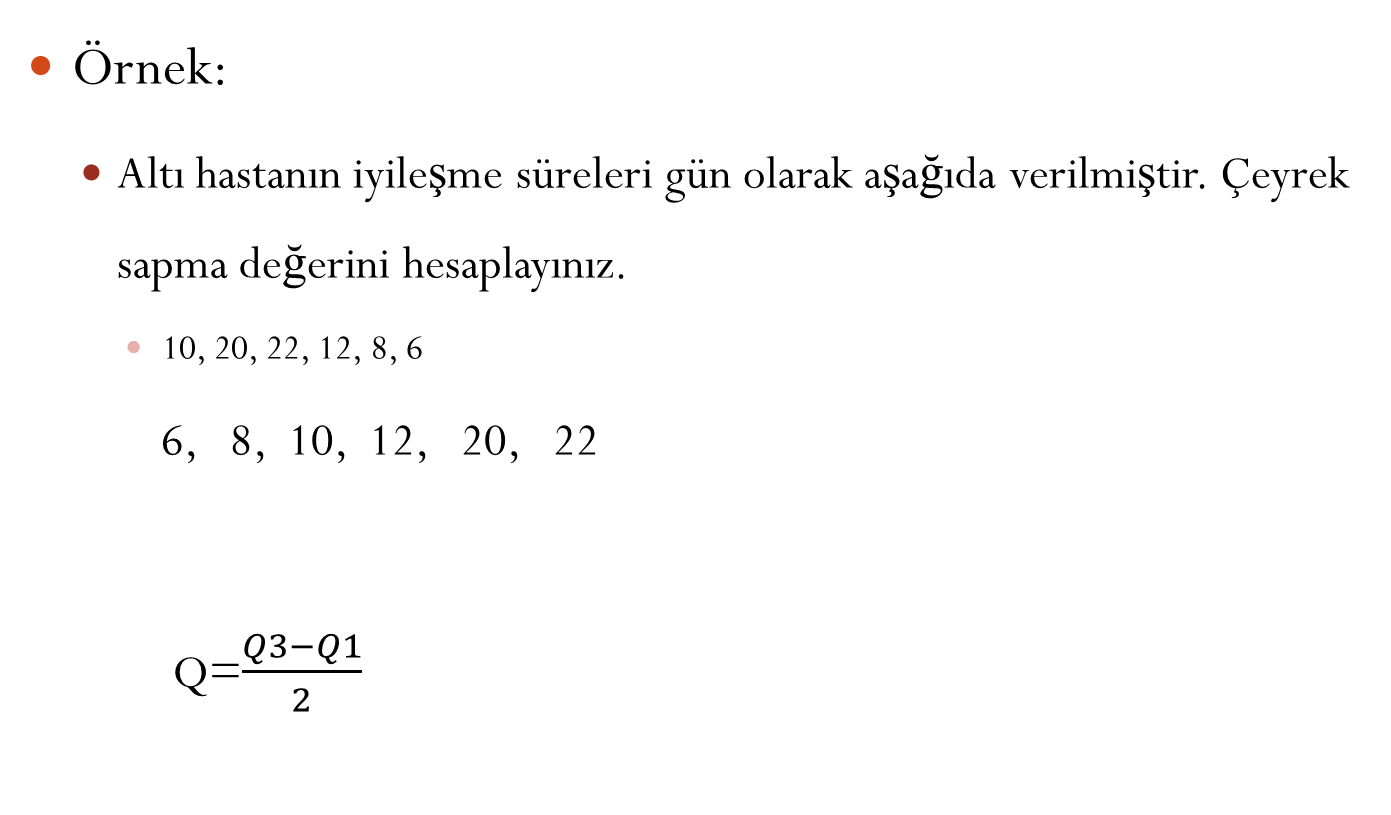 Örnek:
Altı hastanın iyileşme süreleri gün olarak aşağıda verilmiştir. Çeyrek
sapma değerini hesaplayınız.
10, 20, 22, 12, 8, 6
6, 8, 10, 12, 20, 22
Q=\frac{Q3−Q1}{2}